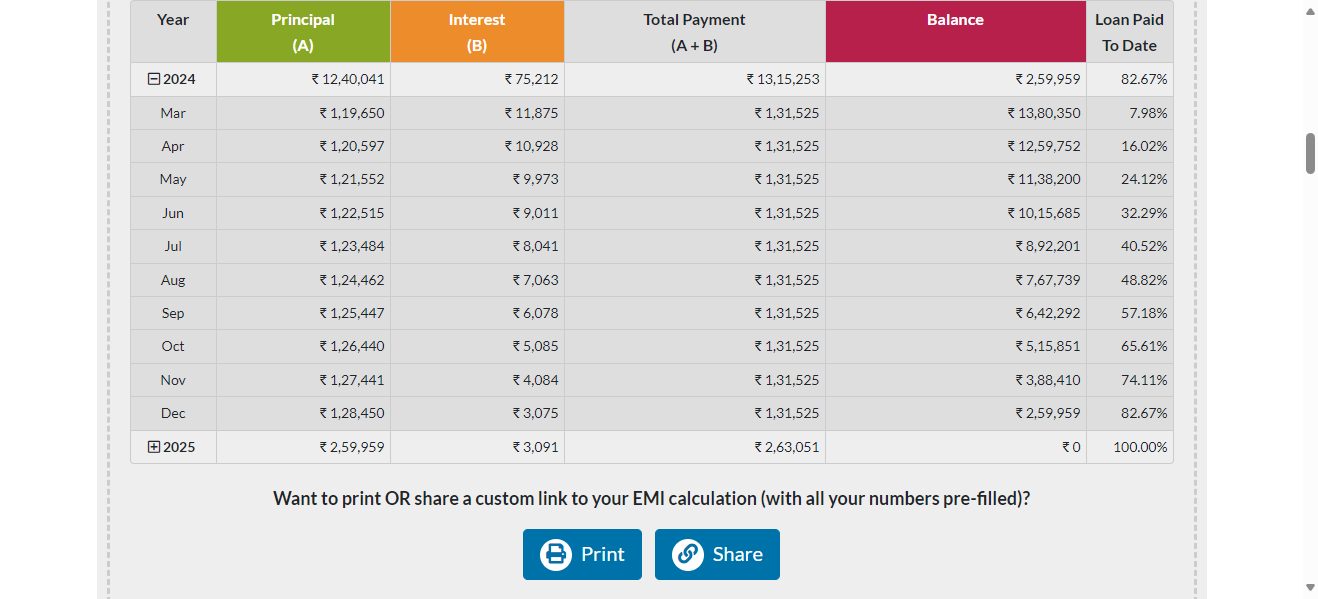 Year Principal Interest Total Payment Balance Loan Paid
(A) (B) (A + B) To Date
2024 ₹ 12,40,041 ₹ 75,212 ₹ 13,15,253 ₹ 2,59,959 82.67%
Mar ₹ 1,19,650 ₹ 11,875 ₹ 1,31,525 ₹ 13,80,350 7.98%
Apr ₹ 1,20,597 ₹ 10,928 ₹ 1,31,525 ₹ 12,59,752 16.02%
May ₹ 1,21,552 ₹ 9,973 ₹ 1,31,525 ₹ 11,38,200 24.12%
Jun ₹ 1,22,515 ₹ 9,011 ₹ 1,31,525 ₹ 10,15,685 32.29%
Jul ₹ 1,23,484 ₹ 8,041 ₹ 1,31,525 ₹ 8,92,201 40.52%
Aug ₹ 1,24,462 ₹ 7,063 ₹ 1,31,525 ₹ 7,67,739 48.82%
Sep ₹ 1,25,447 ₹ 6,078 ₹ 1,31,525 ₹ 6,42,292 57.18%
Oct ₹ 1,26,440 ₹ 5,085 ₹ 1,31,525 ₹ 5,15,851 65.61%
Nov ₹ 1,27,441 ₹ 4,084 ₹ 1,31,525 ₹ 3,88,410 74.11%
Dec ₹ 1,28,450 ₹ 3,075 ₹ 1,31,525 ₹ 2,59,959 82.67%
2025 ₹ 2,59,959 ₹ 3,091 ₹ 2,63,051 ₹ 0 100.00%
Want to print OR share a custom link to your EMI calculation (with all your numbers pre-filled)?
Print Share